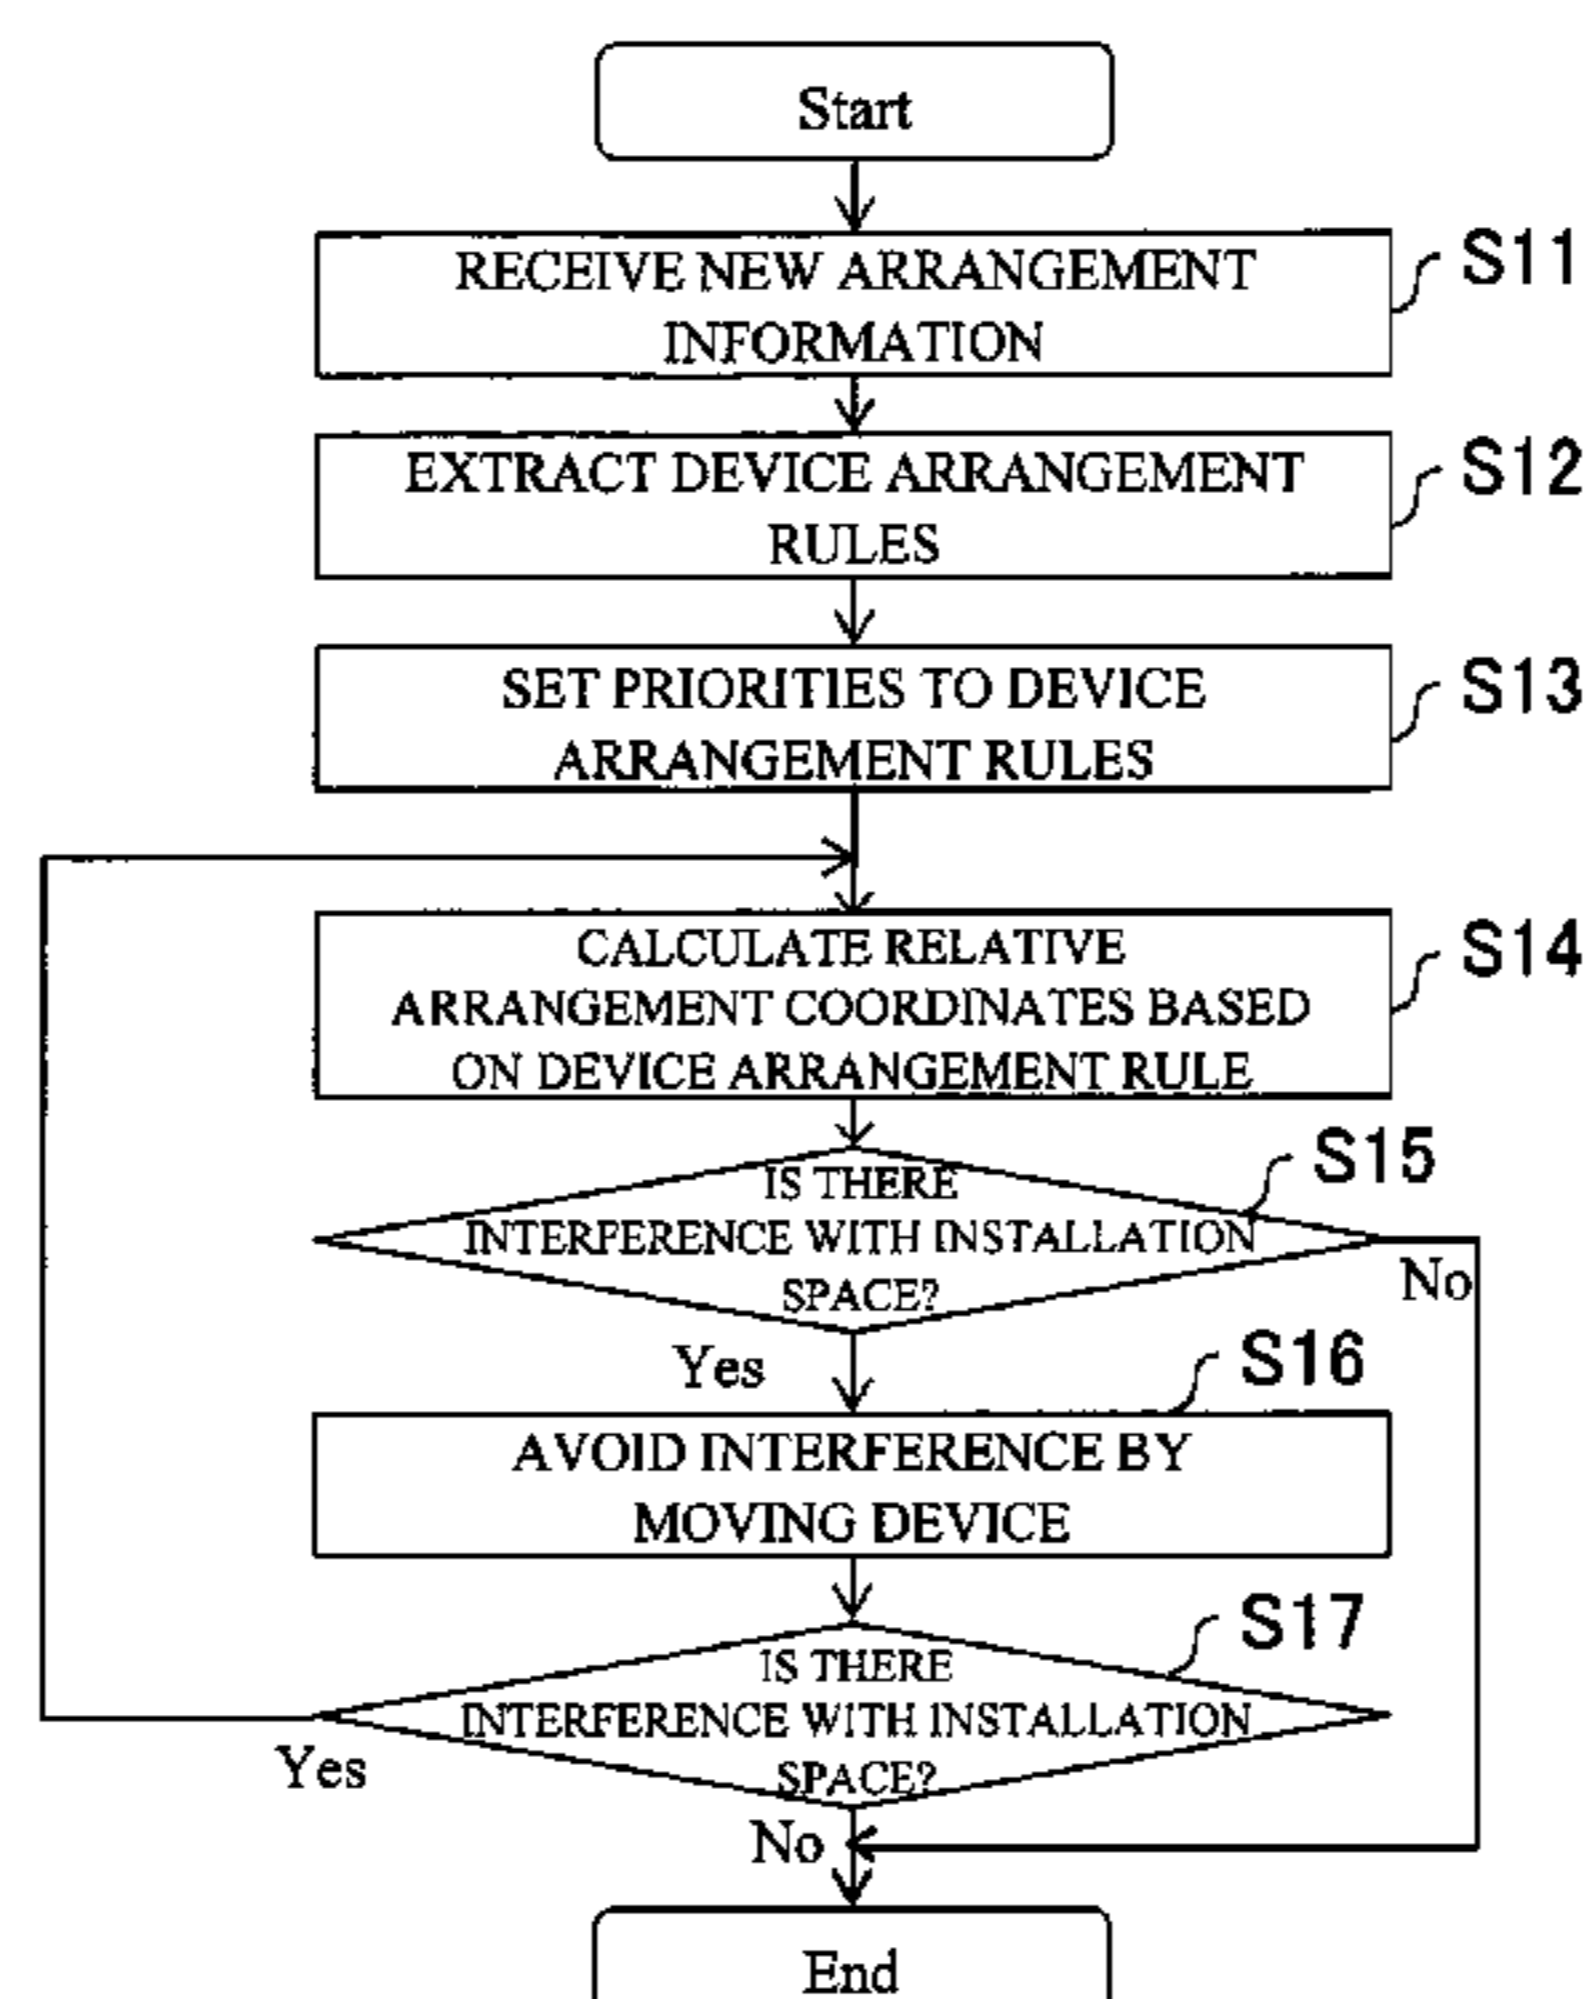 Start
RECEIVE NEW ARRANGEMENT
INFORMATION
S11
EXTRACT DEVICE ARRANGEMENT
RULES
S12
SET PRIORITIES TO DEVICE
ARRANGEMENT RULES
S13
CALCULATE RELATIVE
ARRANGEMENT COORDINATES BASED
ON DEVICE ARRANGEMENT RULE
S14
IS THERE
INTERFERENCE WITH INSTALLATION
SPACE?
S15
No
Yes
S16
AVOID INTERFERENCE BY
MOVING DEVICE
S17
IS THERE
INTERFERENCE WITH INSTALLATION
SPACE?
Yes
No
End